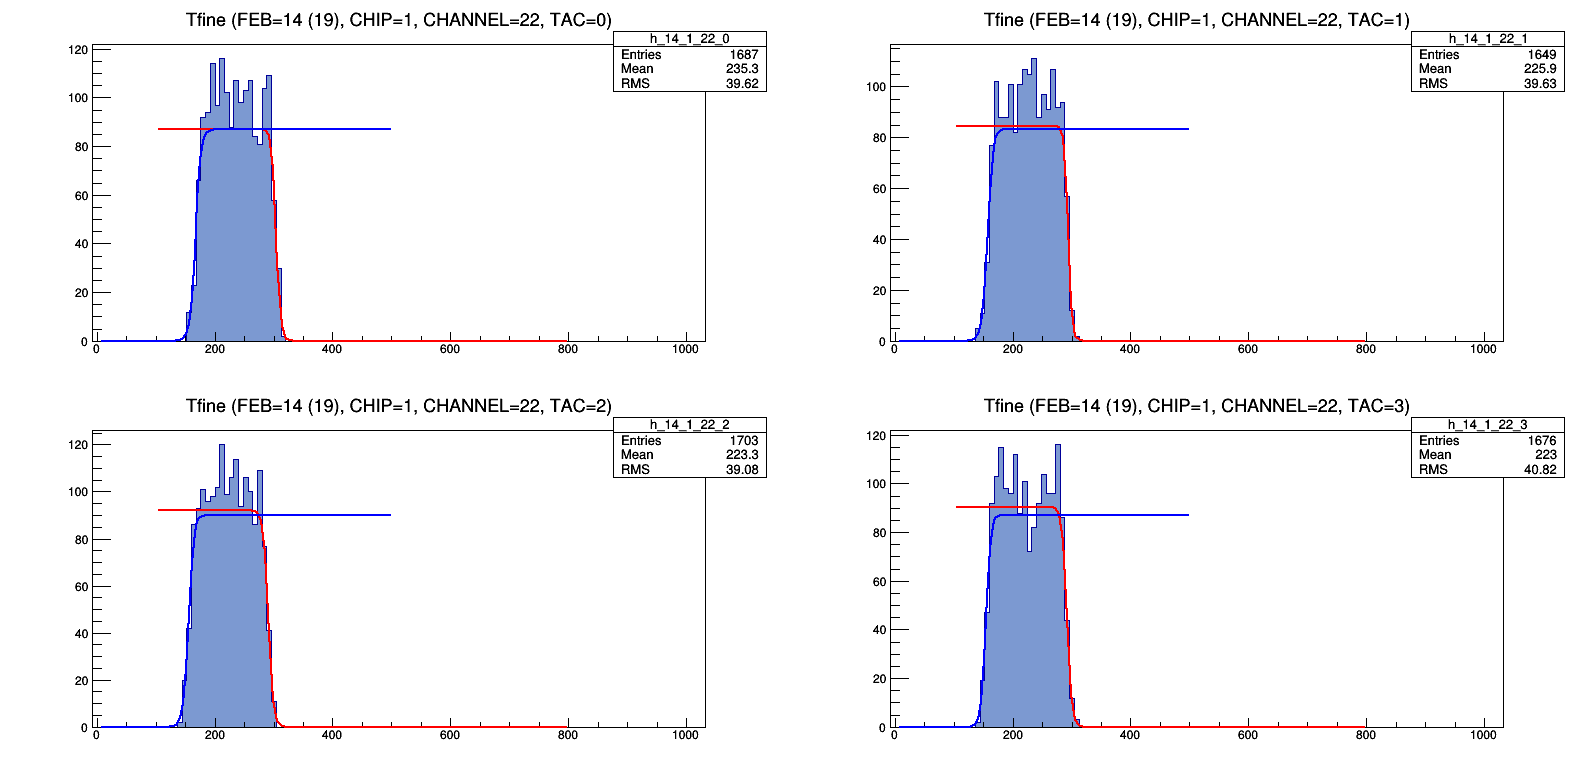 Tfine (FEB=14 (19), CHIP=1, CHANNEL=22, TAC=0)
h_14_1_22_0
Entries 1687
Mean 235.3
RMS 39.62
120
100
80
60
40
20
0
0 200 400 600 800 1000
Tfine (FEB=14 (19), CHIP=1, CHANNEL=22, TAC=1)
h_14_1_22_1
Entries 1649
Mean 225.9
RMS 39.63
100
80
60
40
20
0
0 200 400 600 800 1000
Tfine (FEB=14 (19), CHIP=1, CHANNEL=22, TAC=2)
h_14_1_22_2
Entries 1703
Mean 223.3
RMS 39.08
120
100
80
60
40
20
0
0 200 400 600 800 1000
Tfine (FEB=14 (19), CHIP=1, CHANNEL=22, TAC=3)
h_14_1_22_3
Entries 1676
Mean 223
RMS 40.82
120
100
80
60
40
20
0
0 200 400 600 800 1000